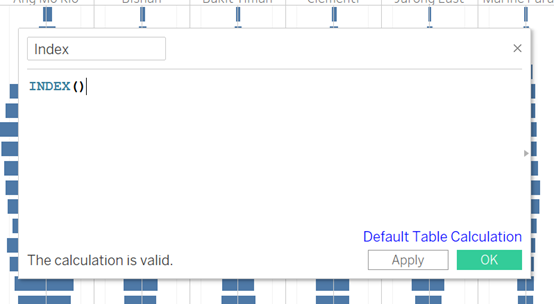 Ang Mo Kio Bishan Bukit Timah Clementi Jurong East Marine Para
Index
INDEX()
Default Table Calculation
The calculation is valid.
Apply OK